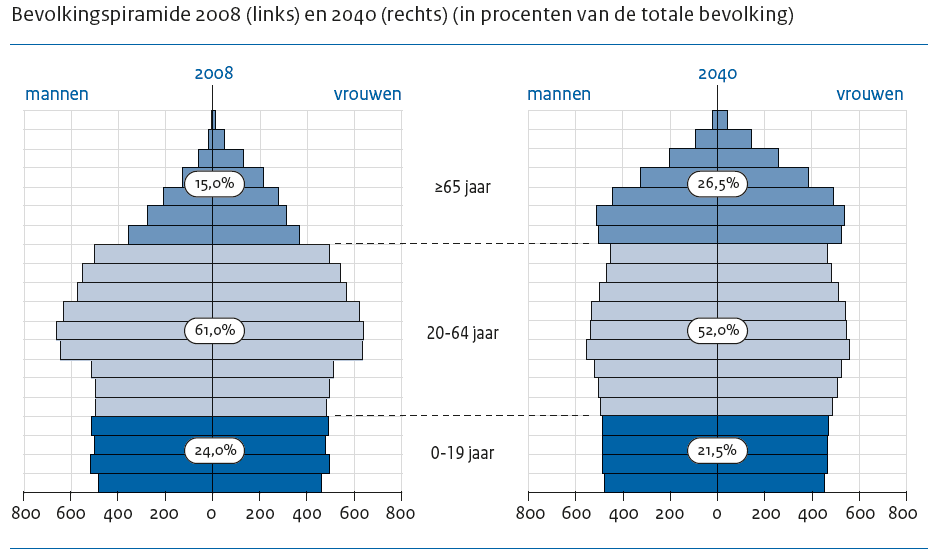 Bevolkingspiramide 2008 (links) en 2040 (rechts) (in procenten van de totale bevolking)
2008
mannen
vrouwen
2040
mannen
vrouwen
15,0%
≥65 jaar
26,5%
61,0%
20-64 jaar
52,0%
24,0%
0-19 jaar
21,5%
800 600 400 200 0 200 400 600 800
800 600 400 200 0 200 400 600 800